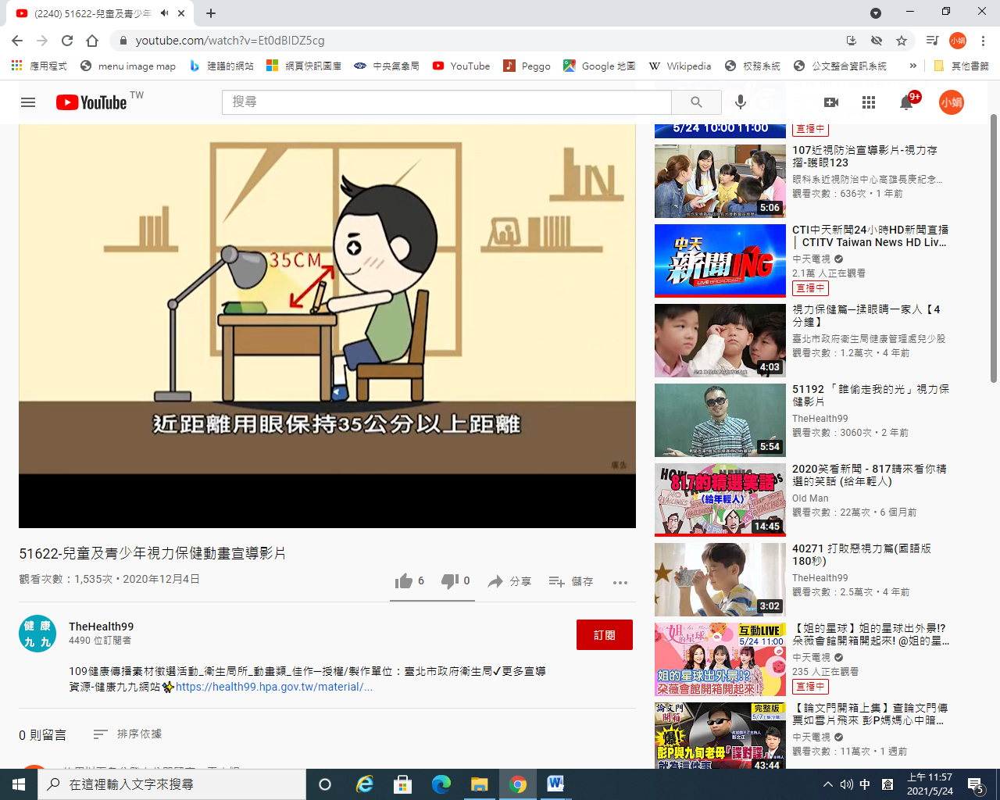 (2240) 51622-兒童及青少年
youtube.com/watch?v=Et0dBIDZ5cg
小娟
應用程式
menu image map
建議的網站
網頁快訊圖庫
中央氣象局
YouTube
Peggo
Google 地圖
Wikipedia
校務系統
公文整合資訊系統
»
其他書籤
YouTube TW
搜尋
9+
小娟
35CM
近距離用眼保持35公分以上距離
廣告
51622-兒童及青少年視力保健動畫宣導影片
觀看次數：1,535次 • 2020年12月4日
6
0
分享
儲存
健康
九九
TheHealth99
4490 位訂閱者
訂閱
109健康傳播素材徵選活動_衛生局所_動畫類_佳作—授權/製作單位：臺北市政府衛生局✔更多宣導
資源-健康九九網站✨https://health99.hpa.gov.tw/material/...
0 則留言
排序依據
5/24 10:00 11:00
直播中
5:06
107近視防治宣導影片-視力存
摺-護眼123
眼科系近視防治中心高雄長庚紀念...
觀看次數：636次 • 1 年前
中天
新聞ING
LIVE BROADCAST
CTI中天新聞24小時HD新聞直播
│ CTITV Taiwan News HD Liv...
中天電視
2.1萬 人正在觀看
直播中
4:03
視力保健篇—揉眼睛一家人【4
分鐘】
臺北市政府衛生局健康管理處兒少股
觀看次數：1.2萬次 • 4 年前
5:54
51192 「誰偷走我的光」視力保
健影片
TheHealth99
觀看次數：3060次 • 2 年前
817的精選笑話
(給年輕人)
14:45
2020笑看新聞 - 817請來看你精
選的笑話 (給年輕人)
Old Man
觀看次數：22萬次 • 6 個月前
3:02
40271 打敗惡視力篇(國語版
180秒)
TheHealth99
觀看次數：2.5萬次 • 4 年前
互動LIVE
5/24 11:00
姐的星球
姐的星球出外景!?
朵薇會館開箱開起來!
【姐的星球】姐的星球出外景!?
朵薇會館開箱開起來! @姐的星...
中天電視
235 人正在觀看
直播中
論文門
開箱
完整版
爆!
彭文正
彭P與九旬老母「諜對諜」
就為這件事
43:44
【論文門開箱上集】查論文門傳
票如雪片飛來 彭P媽媽心中暗...
中天電視
觀看次數：11萬次 • 1 週前
在這裡輸入文字來搜尋
中
倉
上午 11:57
2021/5/24
5